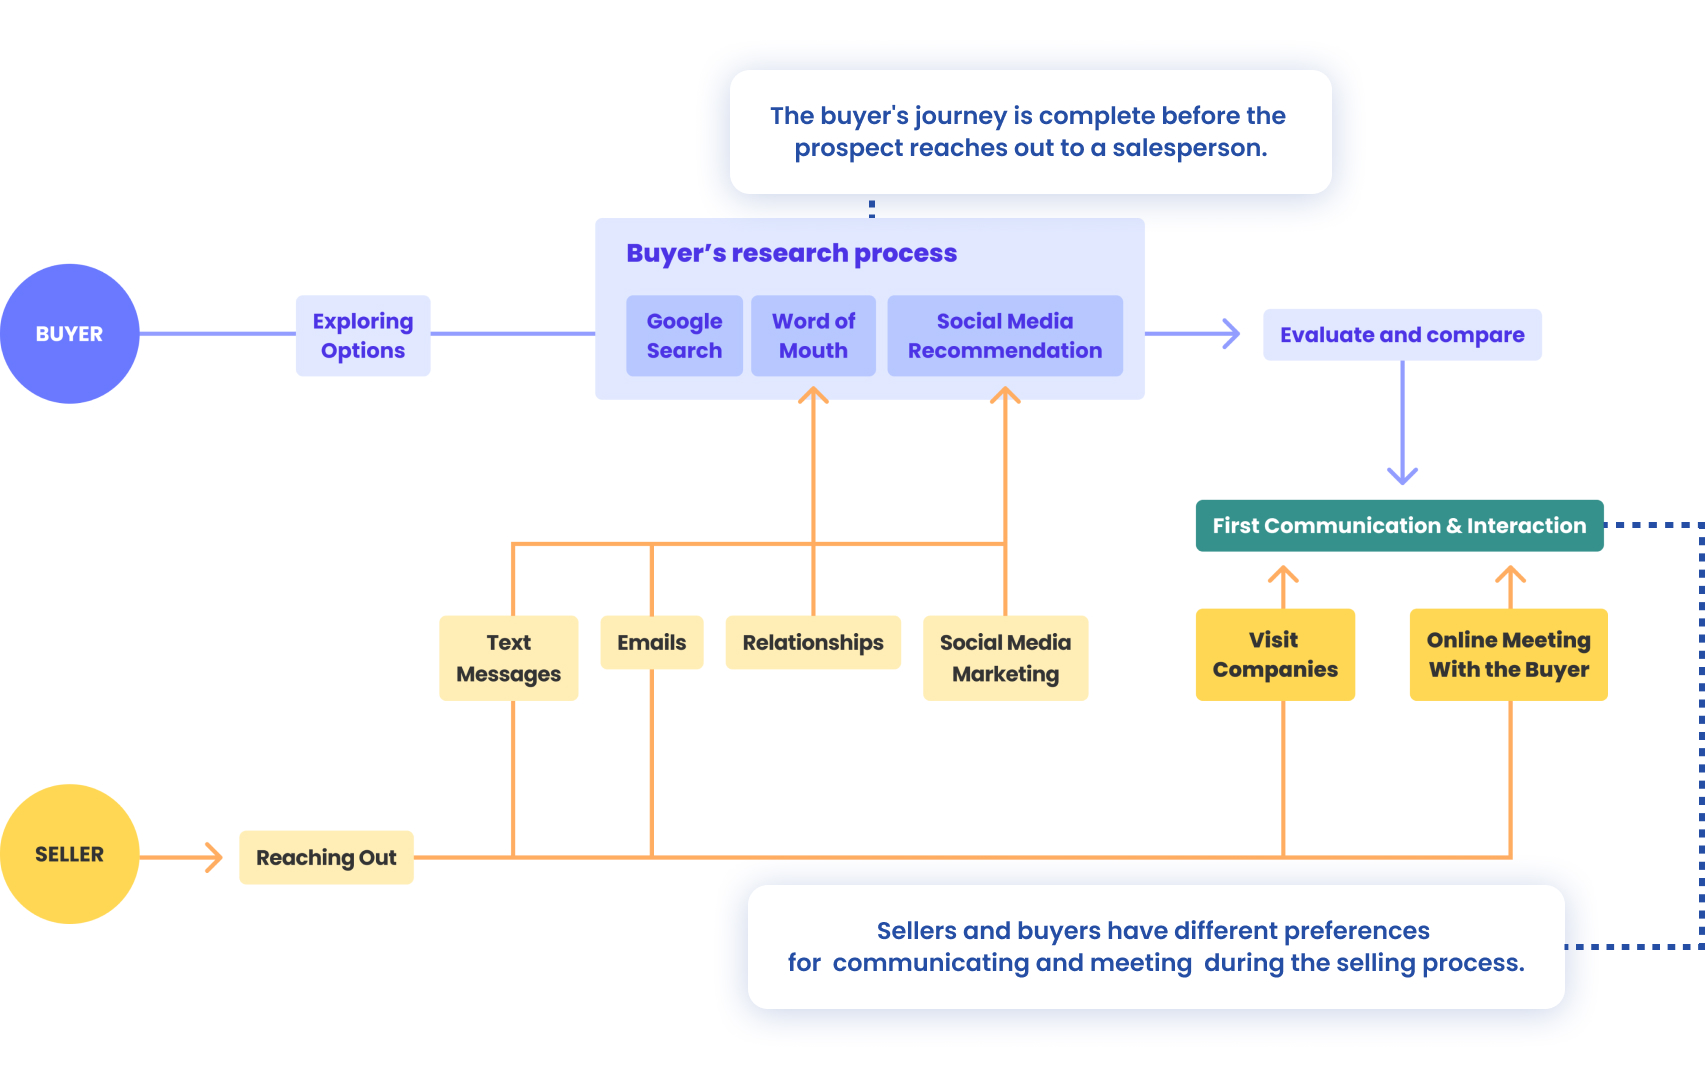 The buyer's journey is complete before the
prospect reaches out to a salesperson.
Buyer’s research process
BUYER
Exploring
Options
Google
Search
Word of
Mouth
Social Media
Recommendation
Evaluate and compare
First Communication & Interaction
Text
Messages
Emails
Relationships
Social Media
Marketing
Visit
Companies
Online Meeting
With the Buyer
SELLER
Reaching Out
Sellers and buyers have different preferences
for  communicating and meeting  during the selling process.